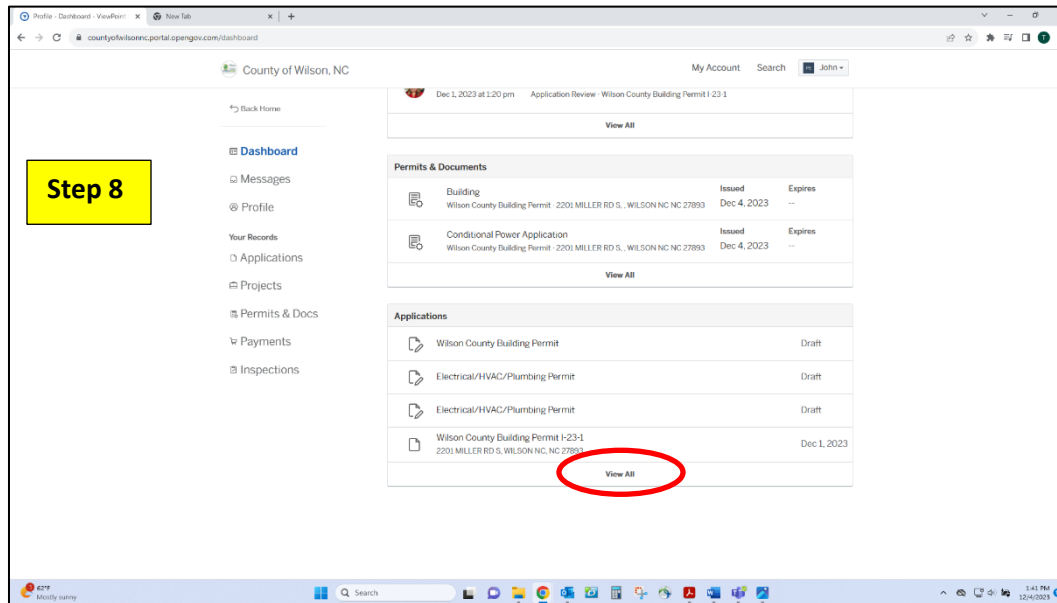 Profile - Dashboard - ViewPoint
New Tab
countyofwilsonnc.portal.opengov.com/dashboard
T
County of Wilson, NC
My Account Search John
Dec 1, 2023 at 1:20 pm Application Review - Wilson County Building Permit I-23-1
Back Home
View All
Dashboard
Step 8
Messages
Profile
Your Records
Applications
Projects
Permits & Docs
Payments
Inspections
Permits & Documents
Building Issued Expires
Wilson County Building Permit - 2201 MILLER RD S, , WILSON NC NC 27893 Dec 4, 2023 --
Conditional Power Application Issued Expires
Wilson County Building Permit - 2201 MILLER RD S, , WILSON NC NC 27893 Dec 4, 2023 --
View All
Applications
Wilson County Building Permit Draft
Electrical/HVAC/Plumbing Permit Draft
Electrical/HVAC/Plumbing Permit Draft
Wilson County Building Permit I-23-1 Dec 1, 2023
2201 MILLER RD S, WILSON NC, NC 27893
View All
62°F
Mostly sunny
Search
1:41 PM
12/4/2023